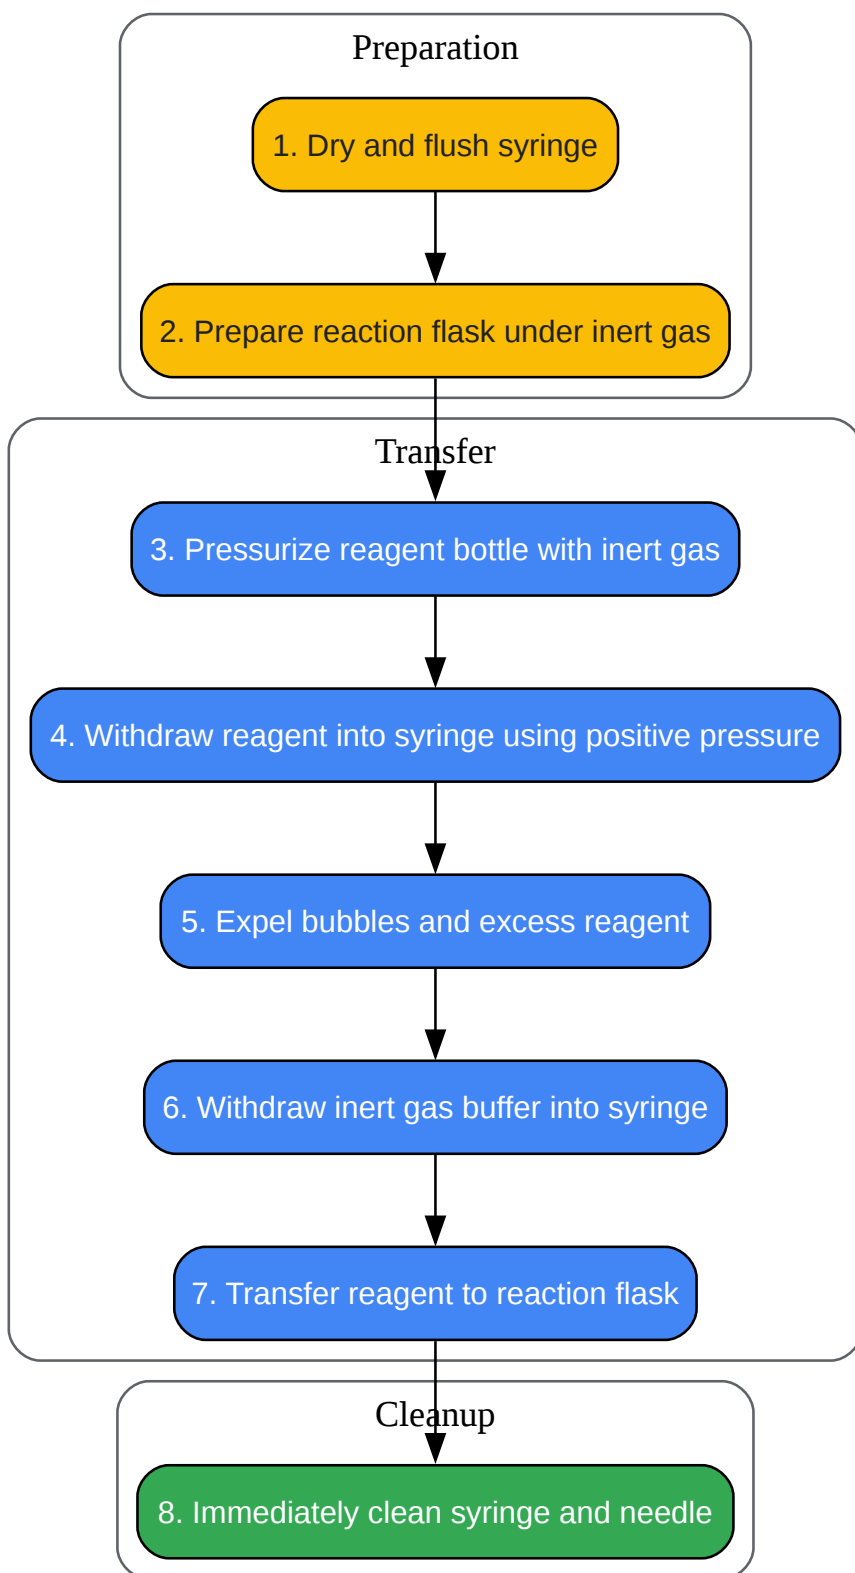 Preparation
1. Dry and flush syringe
2. Prepare reaction flask under inert gas
Transfer
3. Pressurize reagent bottle with inert gas
4. Withdraw reagent into syringe using positive pressure
5. Expel bubbles and excess reagent
6. Withdraw inert gas buffer into syringe
7. Transfer reagent to reaction flask
Cleanup
8. Immediately clean syringe and needle